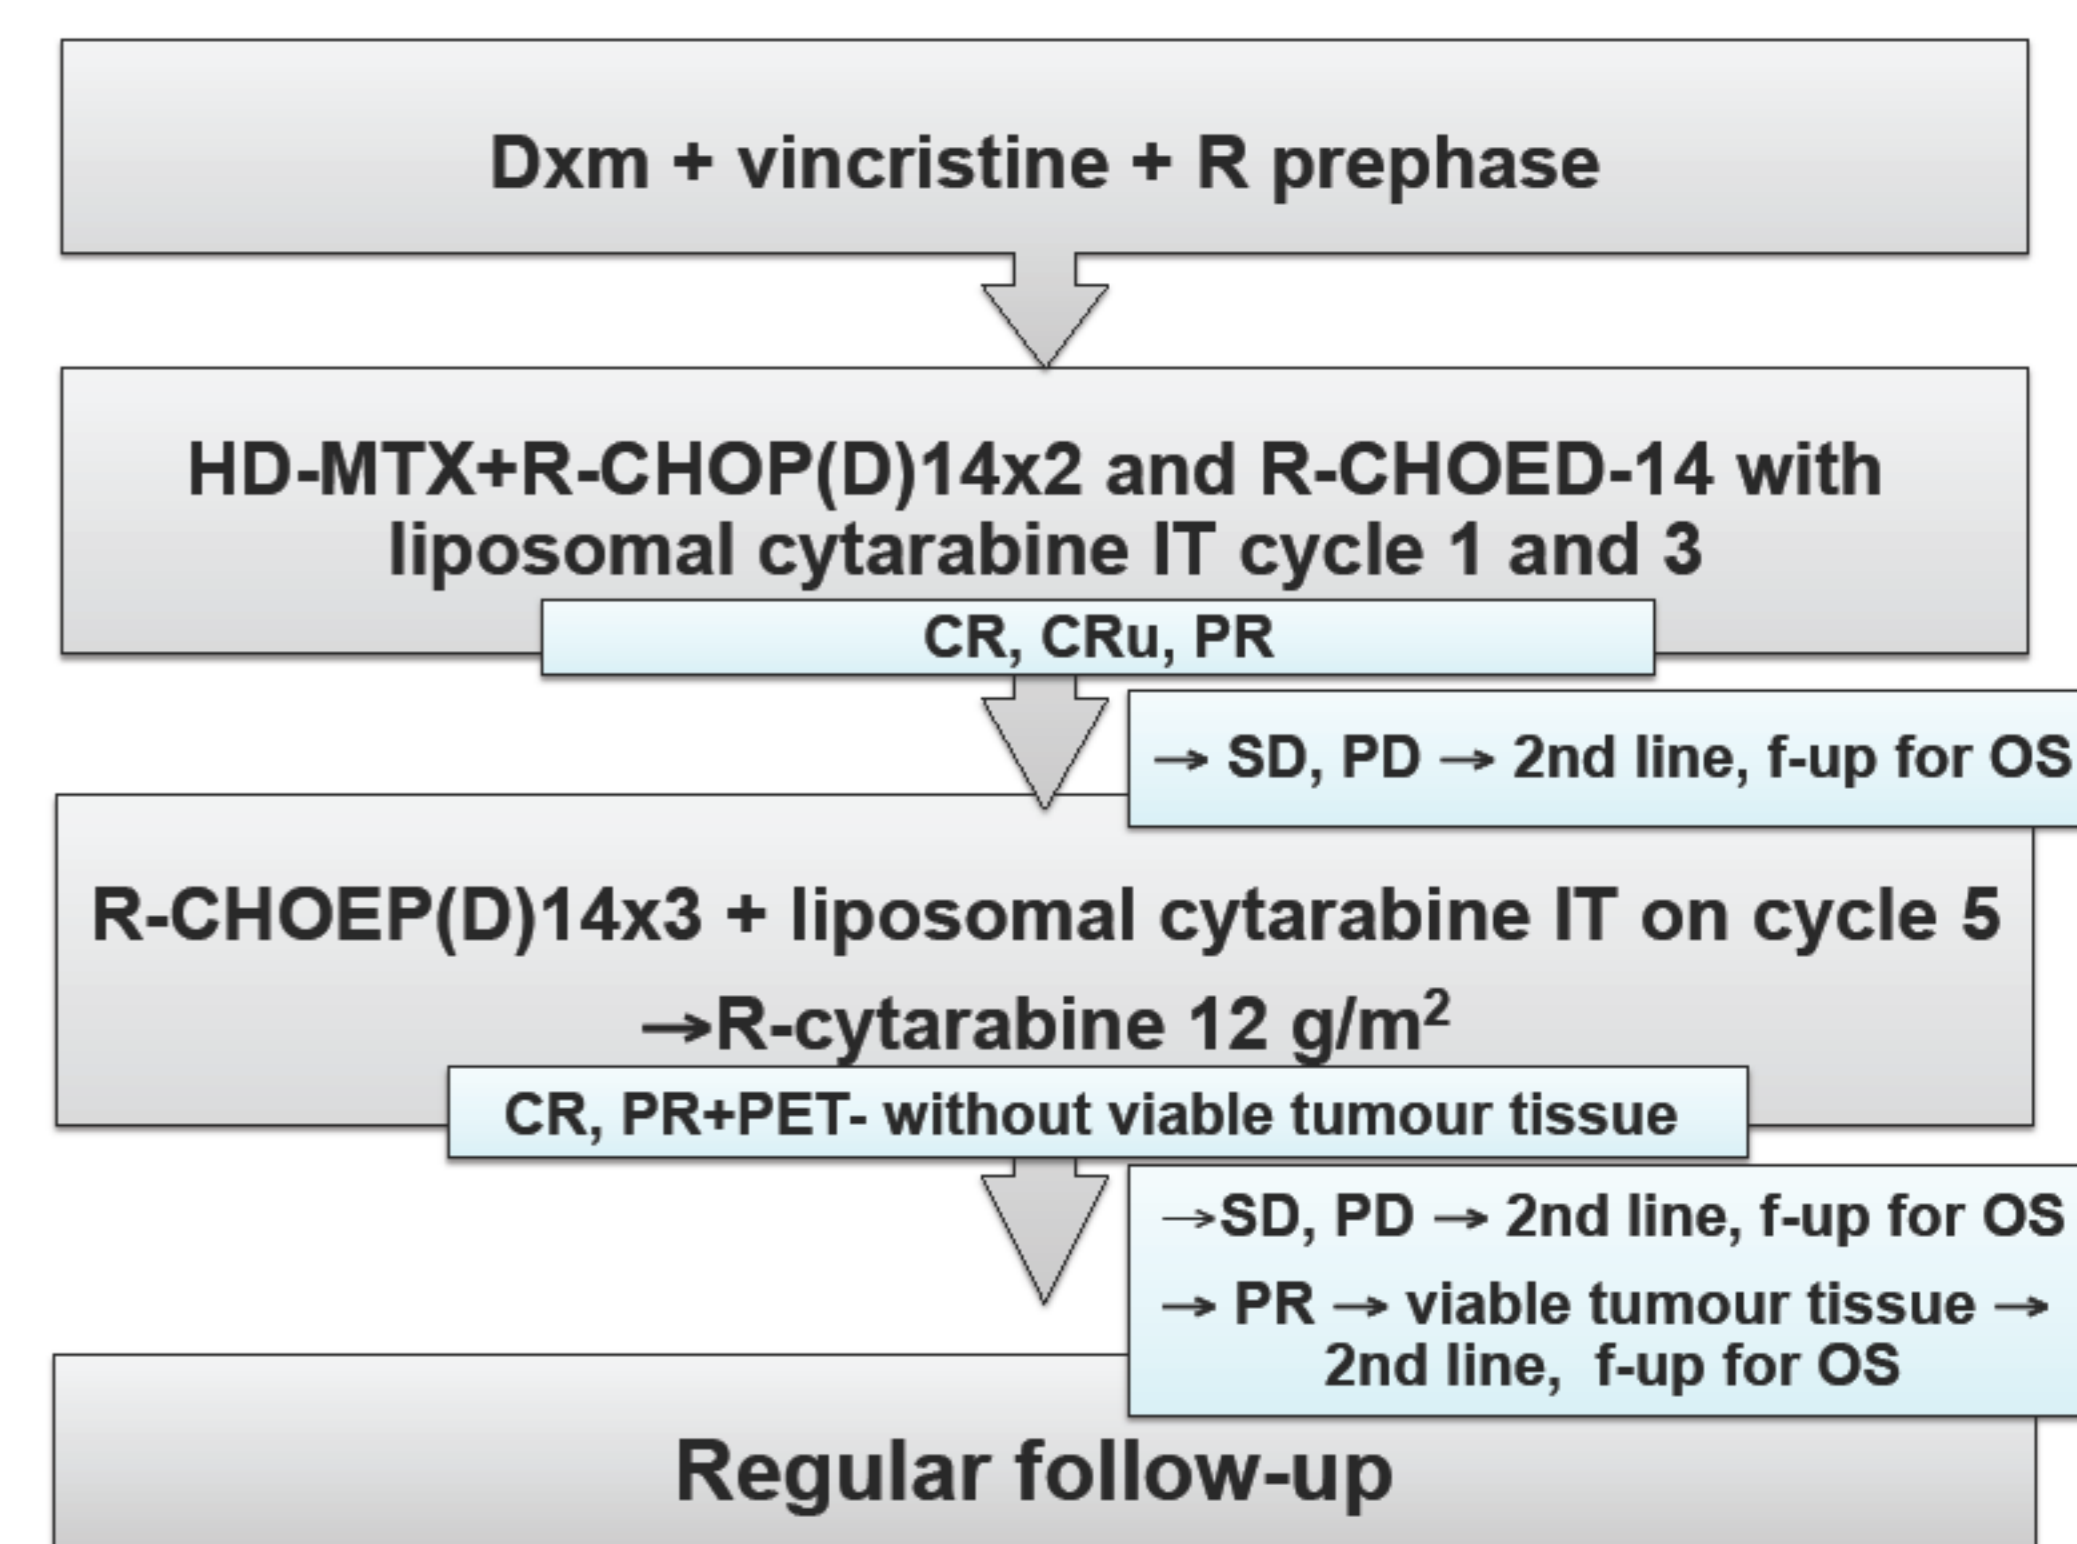 Dxm + vincristine + R prephase
HD-MTX+R-CHOP(D)14x2 and R-CHOED-14 with
liposomal cytarabine IT cycle 1 and 3
CR, CRu, PR
→ SD, PD → 2nd line, f-up for OS
R-CHOEP(D)14x3 + liposomal cytarabine IT on cycle 5
→R-cytarabine 12 g/m²
CR, PR+PET- without viable tumour tissue
→SD, PD → 2nd line, f-up for OS
→ PR → viable tumour tissue →
2nd line, f-up for OS
Regular follow-up